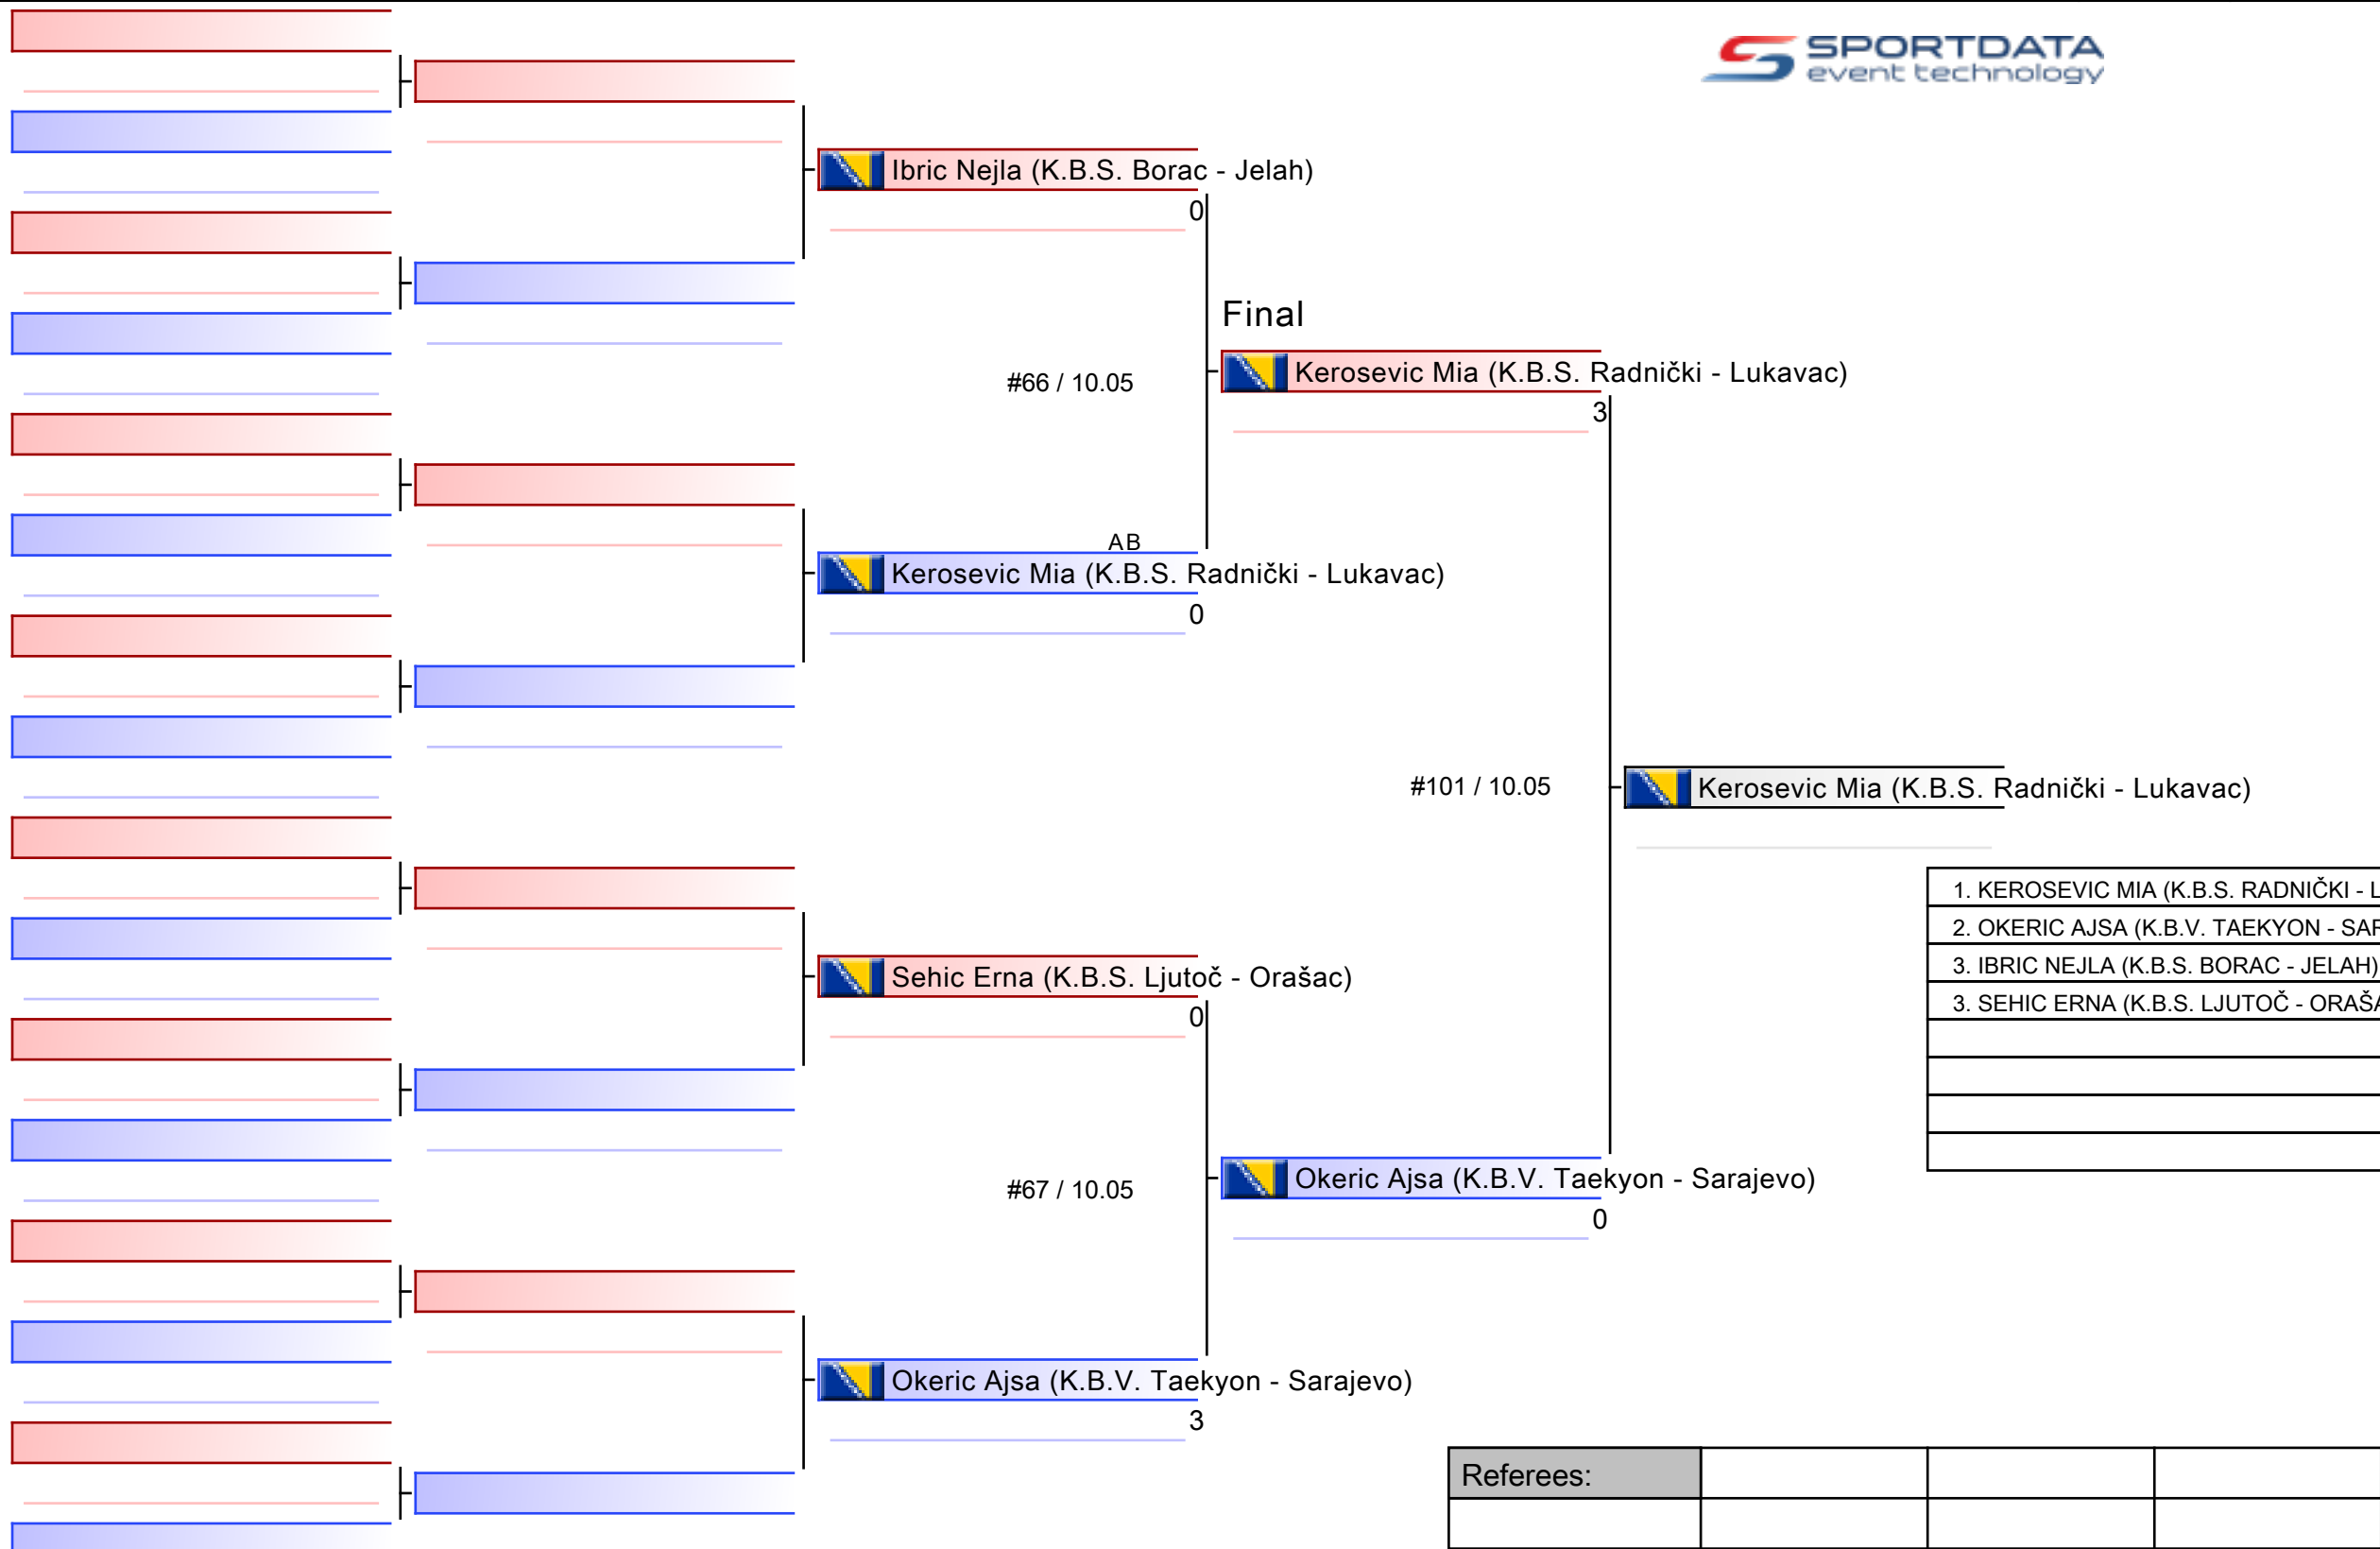 SPORTDATA
event technology
Ibric Nejla (K.B.S. Borac - Jelah)
0
Final
#66 / 10.05
Kerosevic Mia (K.B.S. Radnički - Lukavac)
3
AB
Kerosevic Mia (K.B.S. Radnički - Lukavac)
0
#101 / 10.05
Kerosevic Mia (K.B.S. Radnički - Lukavac)
1. KEROSEVIC MIA (K.B.S. RADNIČKI - L
2. OKERIC AJSA (K.B.V. TAEKYON - SAR
3. IBRIC NEJLA (K.B.S. BORAC - JELAH)
3. SEHIC ERNA (K.B.S. LJUTOČ - ORAŠA
Sehic Erna (K.B.S. Ljutoč - Orašac)
0
#67 / 10.05
Okeric Ajsa (K.B.V. Taekyon - Sarajevo)
0
Okeric Ajsa (K.B.V. Taekyon - Sarajevo)
3
Referees: